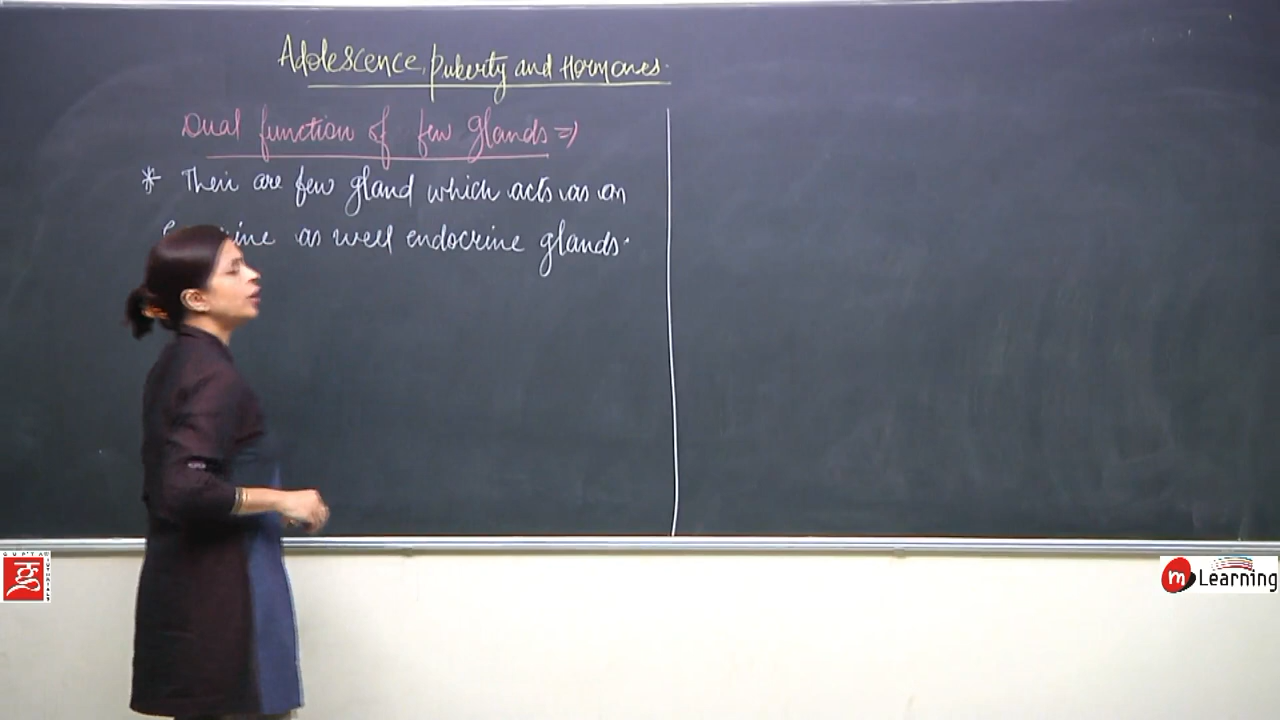 Adolescence, puberty and Hormones.
Dual function of few glands ⇒
* Their are few gland which acts as an
as well endocrine glands.
GUPTA
m Learning